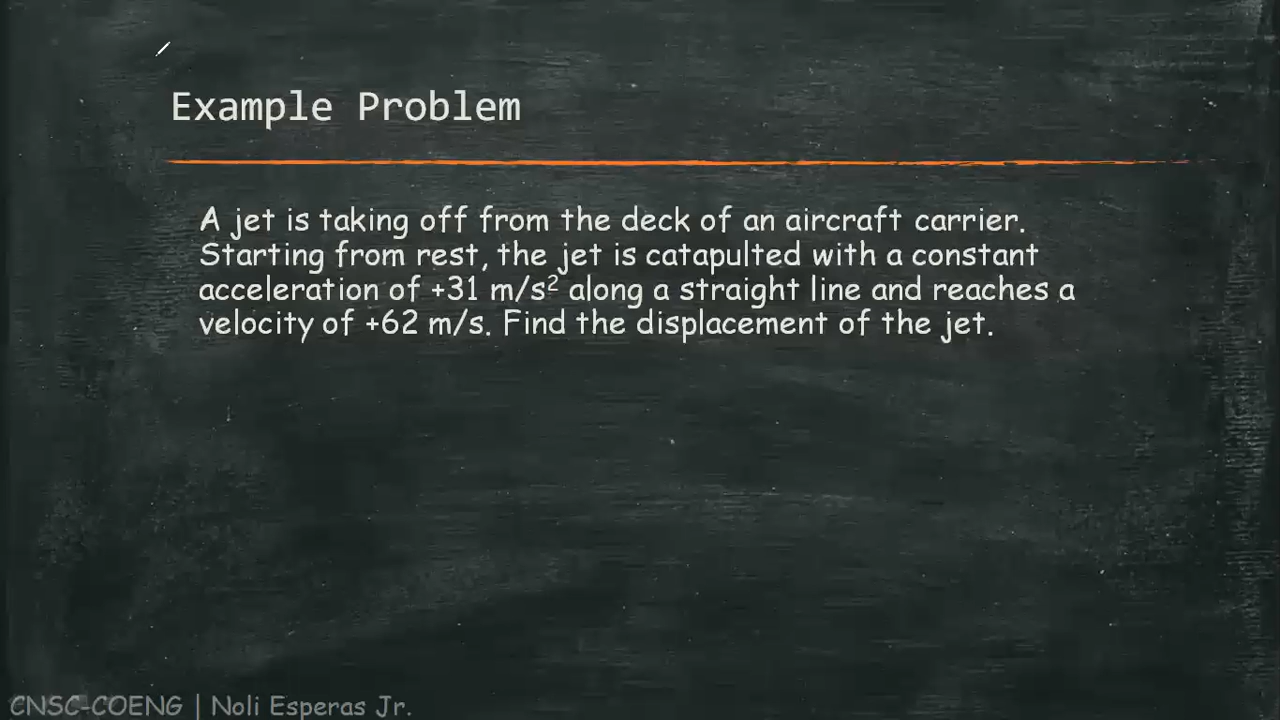 Example Problem
A jet is taking off from the deck of an aircraft carrier.
Starting from rest, the jet is catapulted with a constant
acceleration of +31 m/s² along a straight line and reaches a
velocity of +62 m/s. Find the displacement of the jet.
CNSC-COENG | Noli Esperas Jr.